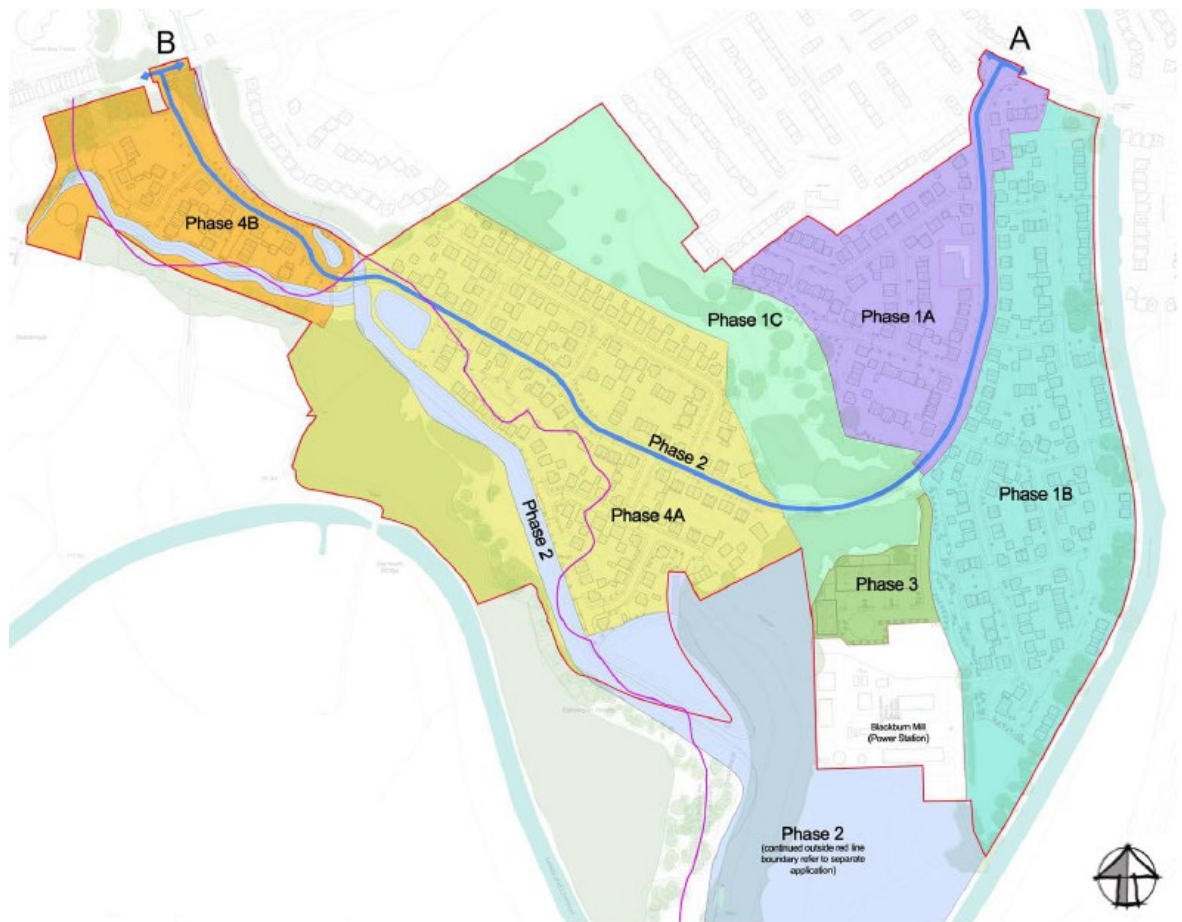 B
A
Phase 4B
Phase 1C
Phase 1A
Phase 2
Phase 1B
Phase 2
Phase 4A
Phase 3
Blackburn Mill
(Power Station)
Phase 2
(continued outside red line
boundary refer to separate
application)